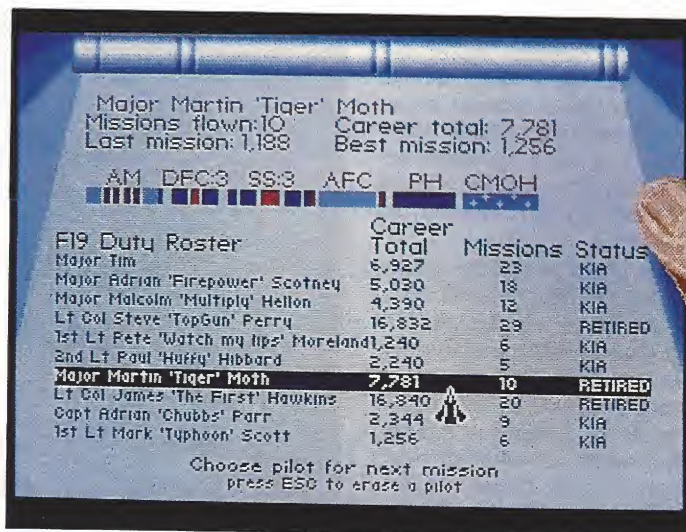 Major Martin 'Tiger' Moth
Missions flown:10 Career total: 7,781
Last mission: 1,188 Best mission: 1,256
AM DFC:3 SS:3 AFC PH CMOH
F19 Duty Roster Career Total Missions Status
Major Tim 6,927 23 KIA
Major Adrian 'Firepower' Scotney 5,030 18 KIA
Major Malcolm 'Multiply' Hellon 4,390 12 KIA
Lt Col Steve 'TopGun' Perry 16,832 29 RETIRED
1st Lt Pete 'Watch my lips' Moreland 1,240 6 KIA
2nd Lt Paul 'Huffy' Hibbard 2,240 5 KIA
Major Martin 'Tiger' Moth 7,781 10 RETIRED
Lt Col James 'The First' Hawkins 16,840 20 RETIRED
Capt Adrian 'Chubbs' Parr 2,344 9 KIA
1st Lt Mark 'Typhoon' Scott 1,256 6 KIA
Choose pilot for next mission
press ESC to erase a pilot